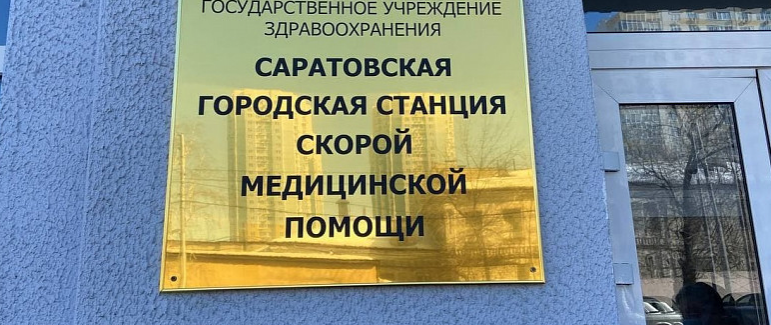 ГОСУДАРСТВЕННОЕ УЧРЕЖДЕНИЕ
ЗДРАВООХРАНЕНИЯ
САРАТОВСКАЯ
ГОРОДСКАЯ СТАНЦИЯ
СКОРОЙ
МЕДИЦИНСКОЙ
ПОМОЩИ